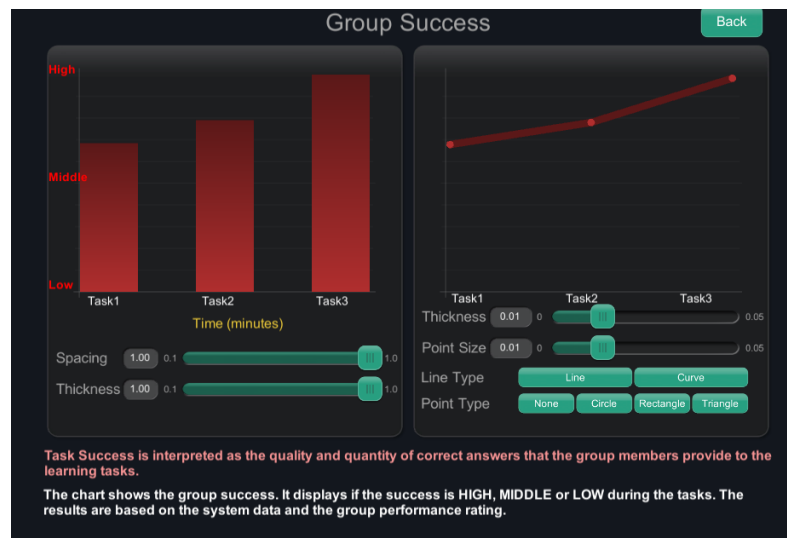 Group Success
Back
High
Middle
Low
Task1 Task2 Task3
Time (minutes)
Spacing 1.00 0.1 1.0
Thickness 1.00 0.1 1.0
Task1 Task2 Task3
Thickness 0.01 0 0.05
Point Size 0.01 0 0.05
Line Type Line Curve
Point Type None Circle Rectangle Triangle
Task Success is interpreted as the quality and quantity of correct answers that the group members provide to the
learning tasks.
The chart shows the group success. It displays if the success is HIGH, MIDDLE or LOW during the tasks. The
results are based on the system data and the group performance rating.